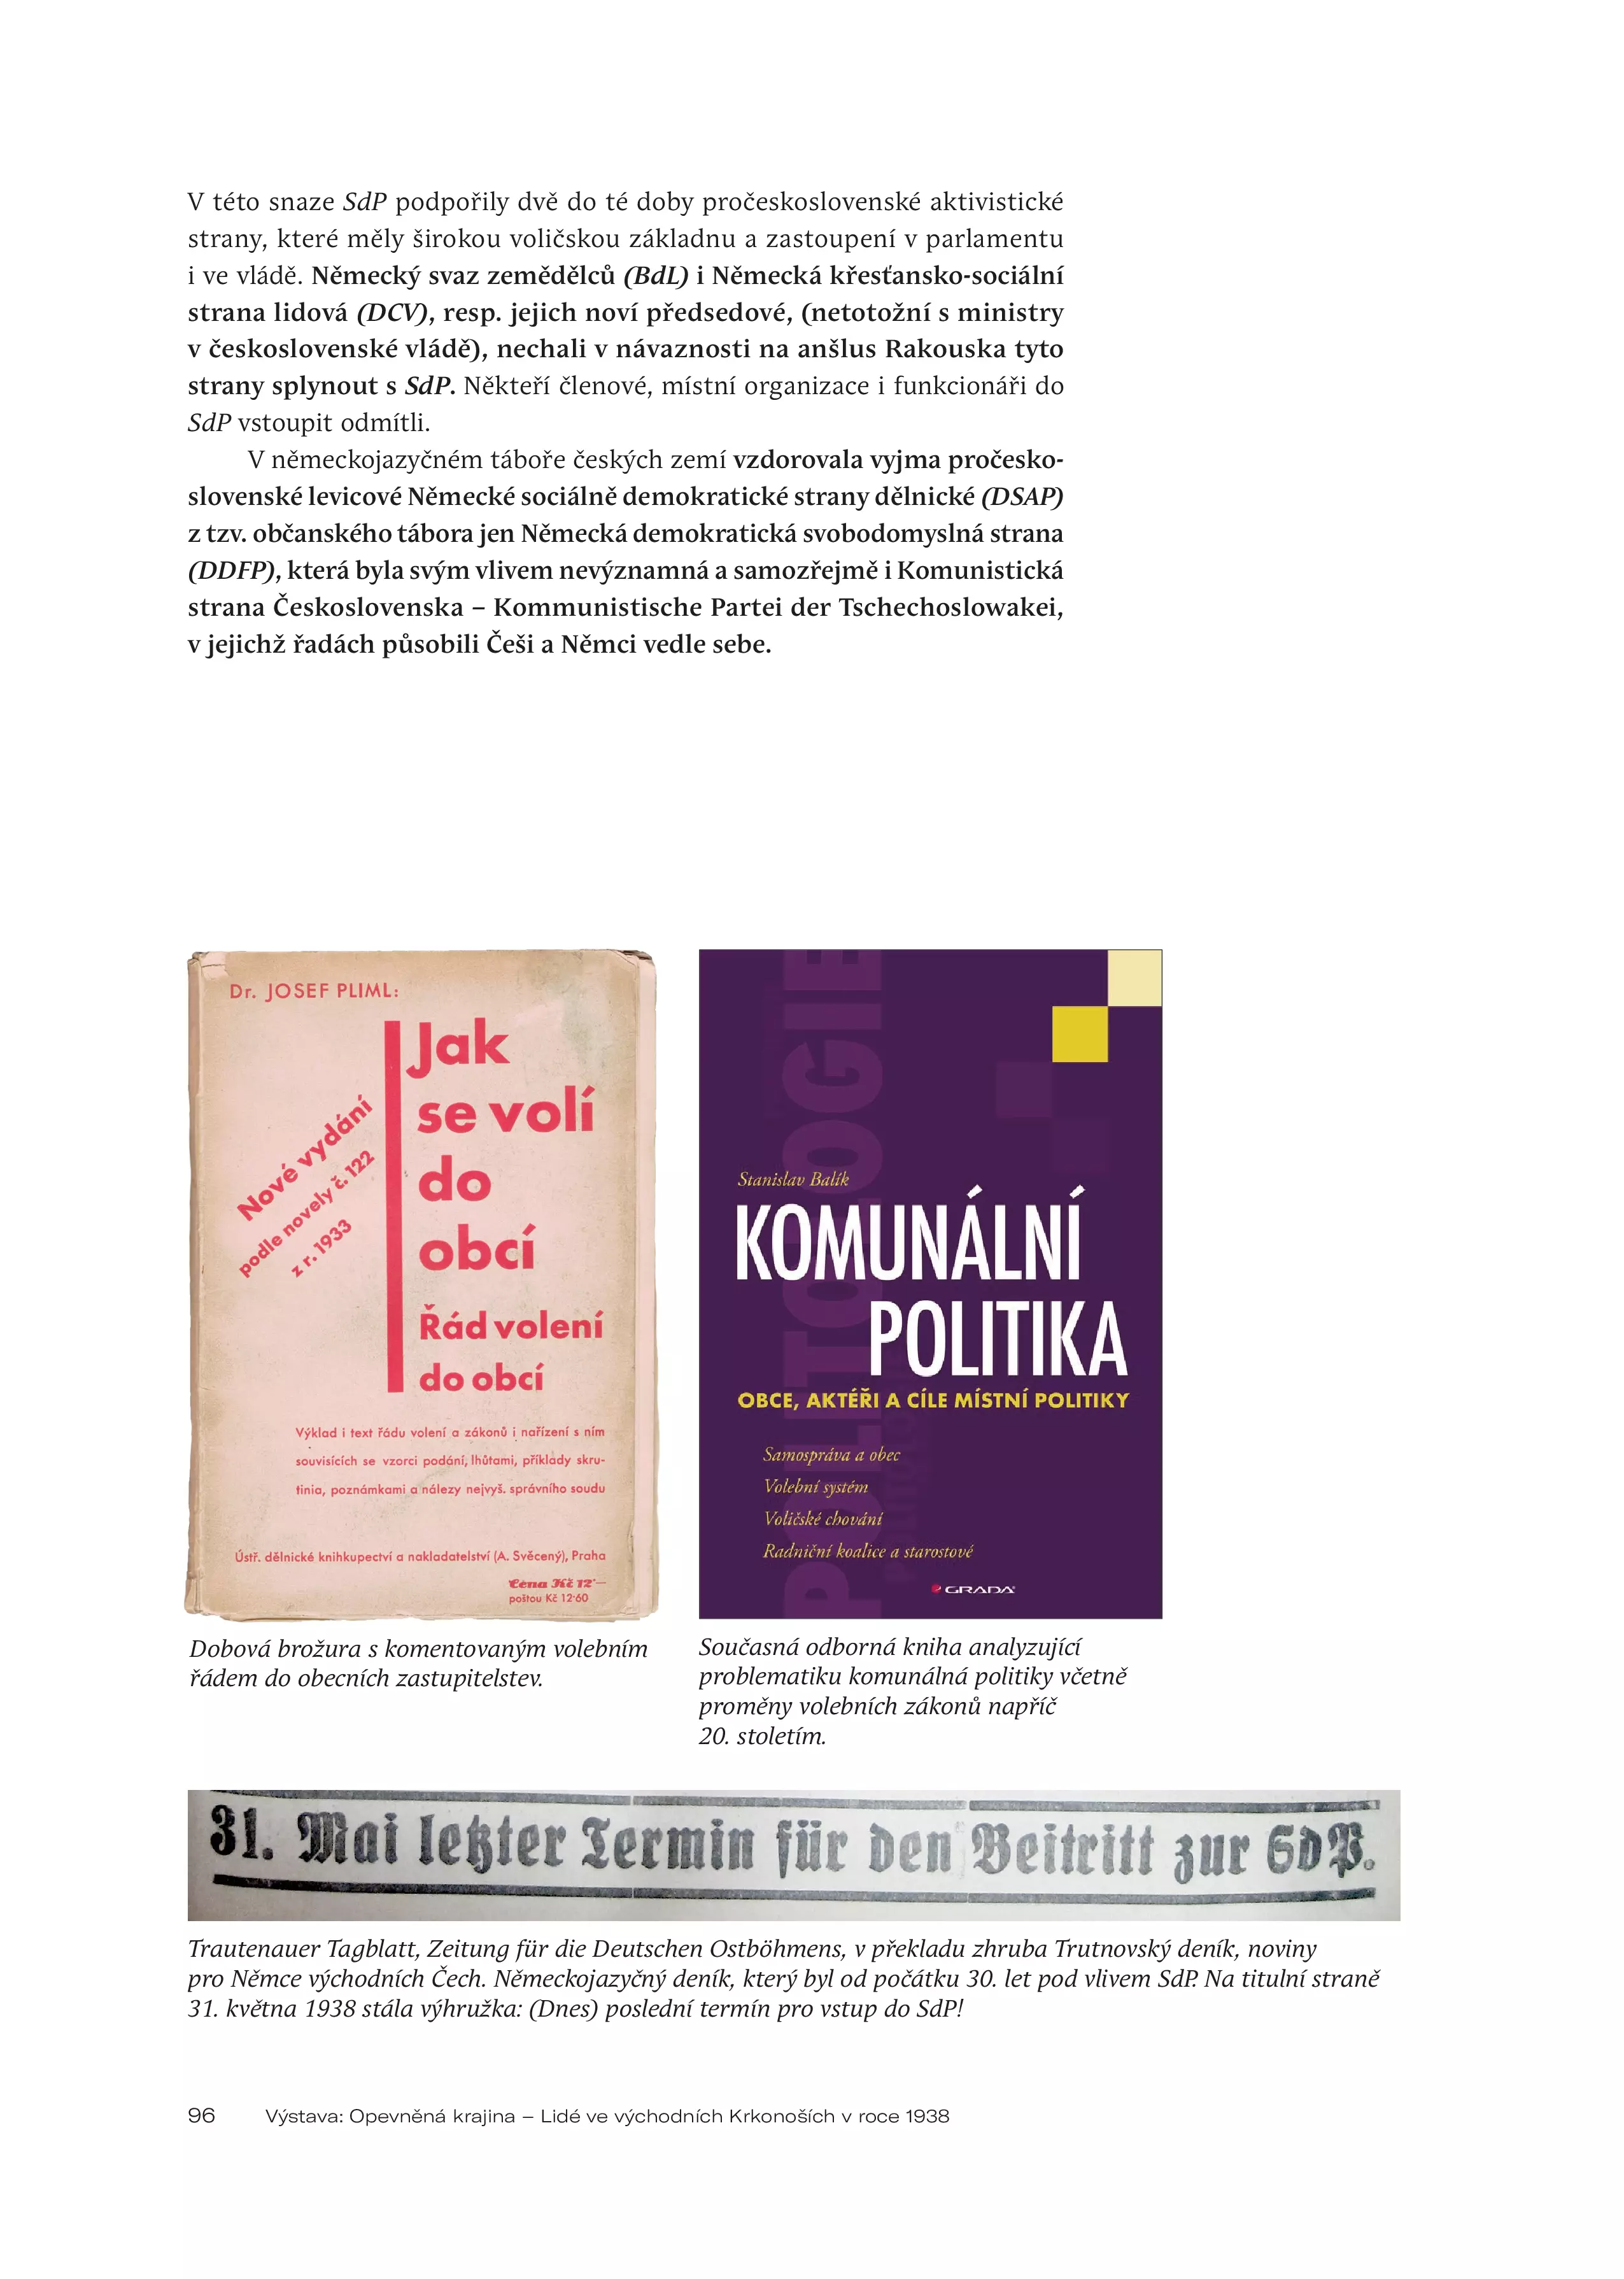 V této snaze SdP podpořily dvě do té doby pročeskoslovenské aktivistické
strany, které měly širokou voličskou základnu a zastoupení v parlamentu
i ve vládě. Německý svaz zemědělců (BdL) i Německá křesťansko-sociální
strana lidová (DCV), resp. jejich noví předsedové, (netotožní s ministry
v československé vládě), nechali v návaznosti na anšlus Rakouska tyto
strany splynout s SdP. Někteří členové, místní organizace i funkcionáři do
SdP vstoupit odmítli.
V německojazyčném táboře českých zemí vzdorovala vyjma pročesko-
slovenské levicové Německé sociálně demokratické strany dělnické (DSAP)
z tzv. občanského tábora jen Německá demokratická svobodomyslná strana
(DDFP), která byla svým vlivem nevýznamná a samozřejmě i Komunistická
strana Československa – Kommunistische Partei der Tschechoslowakei,
v jejichž řadách působili Češi a Němci vedle sebe.
Dr. JOSEF PLIML:
Jak
se volí
do
obcí
Řád volení
do obcí
Nové vydání
podle novely č. 122
z r. 1933
Výklad i text řádu volení a zákonů i nařízení s ním
souvisících se vzorci podání, lhůtami, příklady skru-
tinia, poznámkami a nálezy nejvyš. správního soudu
Ústř. dělnické knihkupectví a nakladatelství (A. Svěcený), Praha
Cena Kč 12·—
poštou Kč 12·60
POLITOLOGIE
Stanislav Balík
KOMUNÁLNÍ
POLITIKA
OBCE, AKTÉŘI A CÍLE MÍSTNÍ POLITIKY
Samospráva a obec
Volební systém
Voličské chování
Radniční koalice a starostové
GRADA
Dobová brožura s komentovaným volebním
řádem do obecních zastupitelstev.
Současná odborná kniha analyzující
problematiku komunálná politiky včetně
proměny volebních zákonů napříč
20. stoletím.
31. Mai letzter Termin für den Beitritt zur SdP.
Trautenauer Tagblatt, Zeitung für die Deutschen Ostböhmens, v překladu zhruba Trutnovský deník, noviny
pro Němce východních Čech. Německojazyčný deník, který byl od počátku 30. let pod vlivem SdP. Na titulní straně
31. května 1938 stála výhružka: (Dnes) poslední termín pro vstup do SdP!
96 Výstava: Opevněná krajina – Lidé ve východních Krkonoších v roce 1938